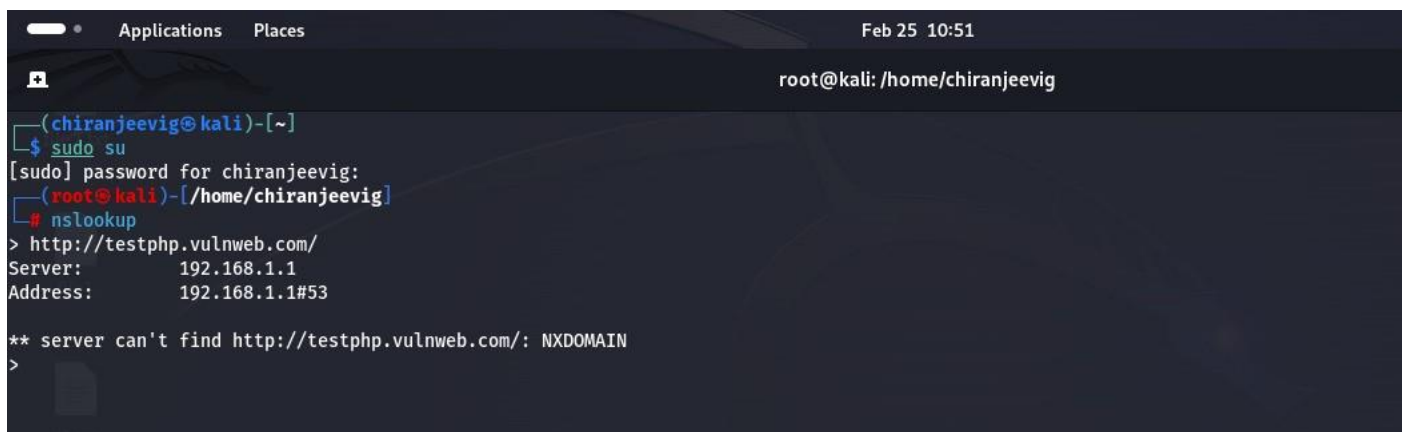 Applications Places Feb 25 10:51
root@kali: /home/chiranjeevig
┌──(chiranjeevig㉿kali)-[~]
└─$ sudo su
[sudo] password for chiranjeevig:
┌──(root㉿kali)-[/home/chiranjeevig]
└─# nslookup
> http://testphp.vulnweb.com/
Server: 192.168.1.1
Address: 192.168.1.1#53
** server can't find http://testphp.vulnweb.com/: NXDOMAIN
>